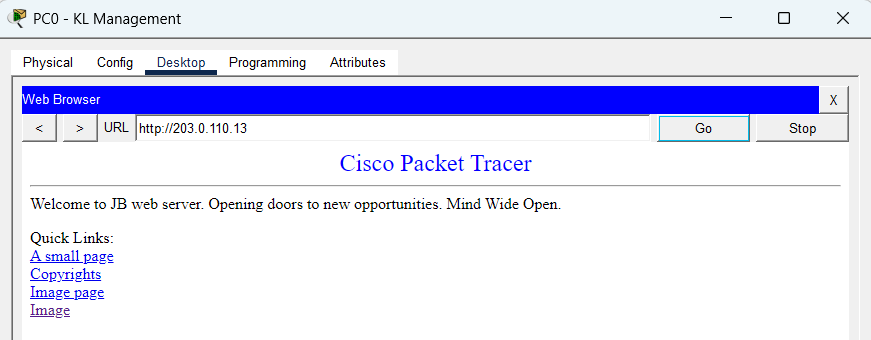 PC0 - KL Management
Physical Config Desktop Programming Attributes
Web Browser X
< > URL http://203.0.110.13 Go Stop
Cisco Packet Tracer
Welcome to JB web server. Opening doors to new opportunities. Mind Wide Open.
Quick Links:
A small page
Copyrights
Image page
Image